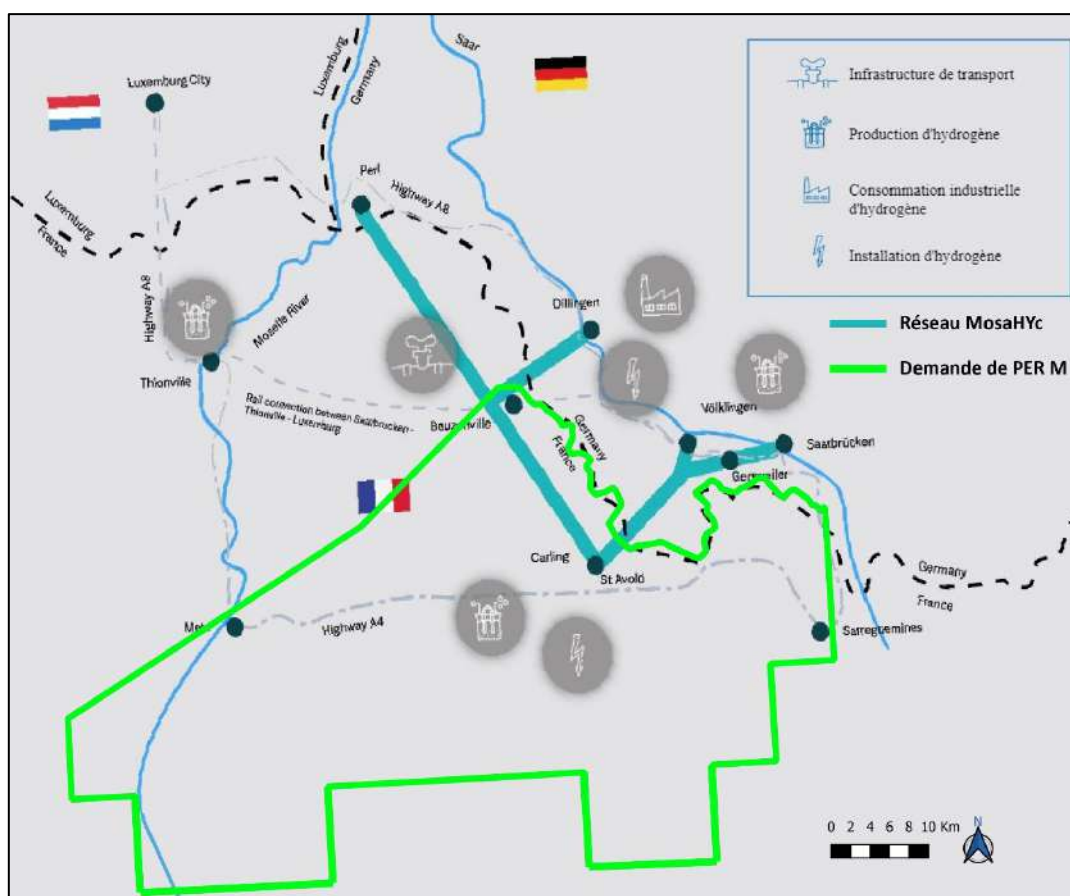 Luxemburg
Germany
Saar
Luxemburg City
Infrastructure de transport
Production d'hydrogène
Consommation industrielle
d'hydrogène
Installation d'hydrogène
Perl
Highway A8
Luxemburg
France
Highway A8
Moselle River
Dillingen
Réseau MosaHYc
Demande de PER M
Thionville
Rail connection between Saarbrücken -
Thionville - Luxemburg
Bouzonville
Germany
France
Völklingen
Saarbrücken
Carling
St Avold
Germany
France
Met
Highway A4
Sarreguemines
0 2 4 6 8 10 Km
N